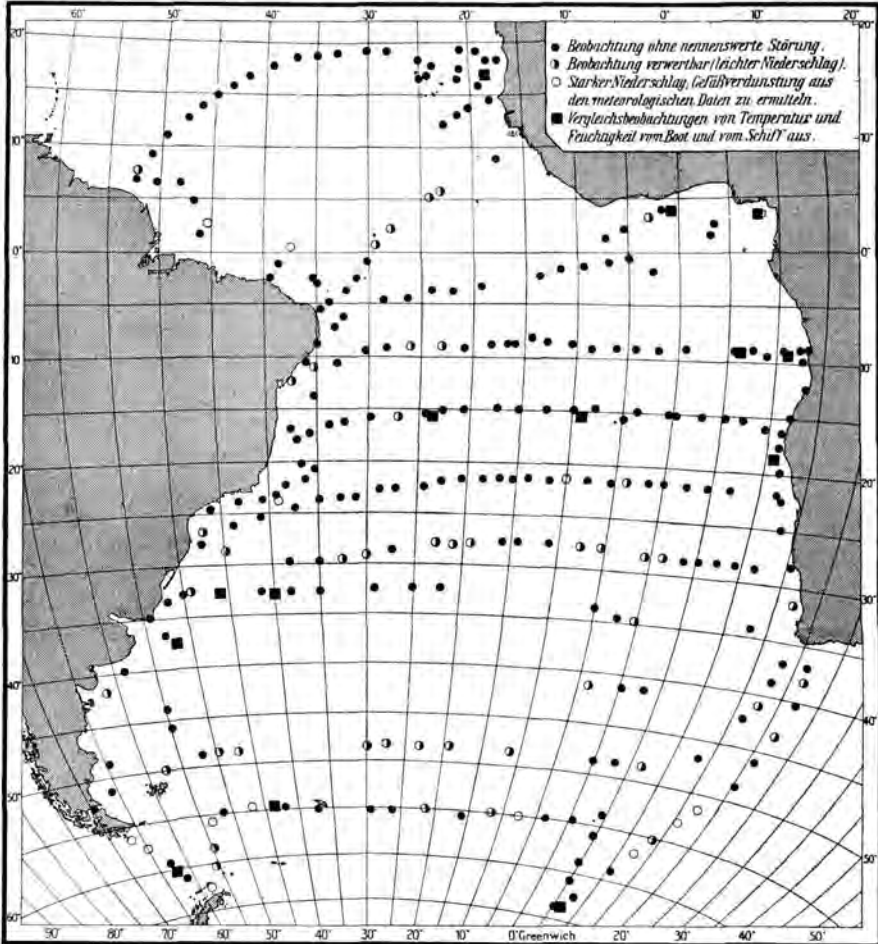 60° 50° 40° 30° 20° 10° 0° 10° 20°
20°
Beobachtung ohne nennenswerte Störung.
Beobachtung verwertbar (leichter Niederschlag).
Starker Niederschlag, Gefäßverdunstung aus
den meteorologischen Daten zu ermitteln.
Vergleichsbeobachtungen von Temperatur und
Feuchtigkeit vom Boot und vom Schiff aus.
10° 10°
0° 0°
10° 10°
20° 20°
30° 30°
40° 40°
50° 50°
60°
90° 80° 70° 60° 50° 40° 30° 20° 10° 0° Greenwich 10° 20° 30° 40° 50°